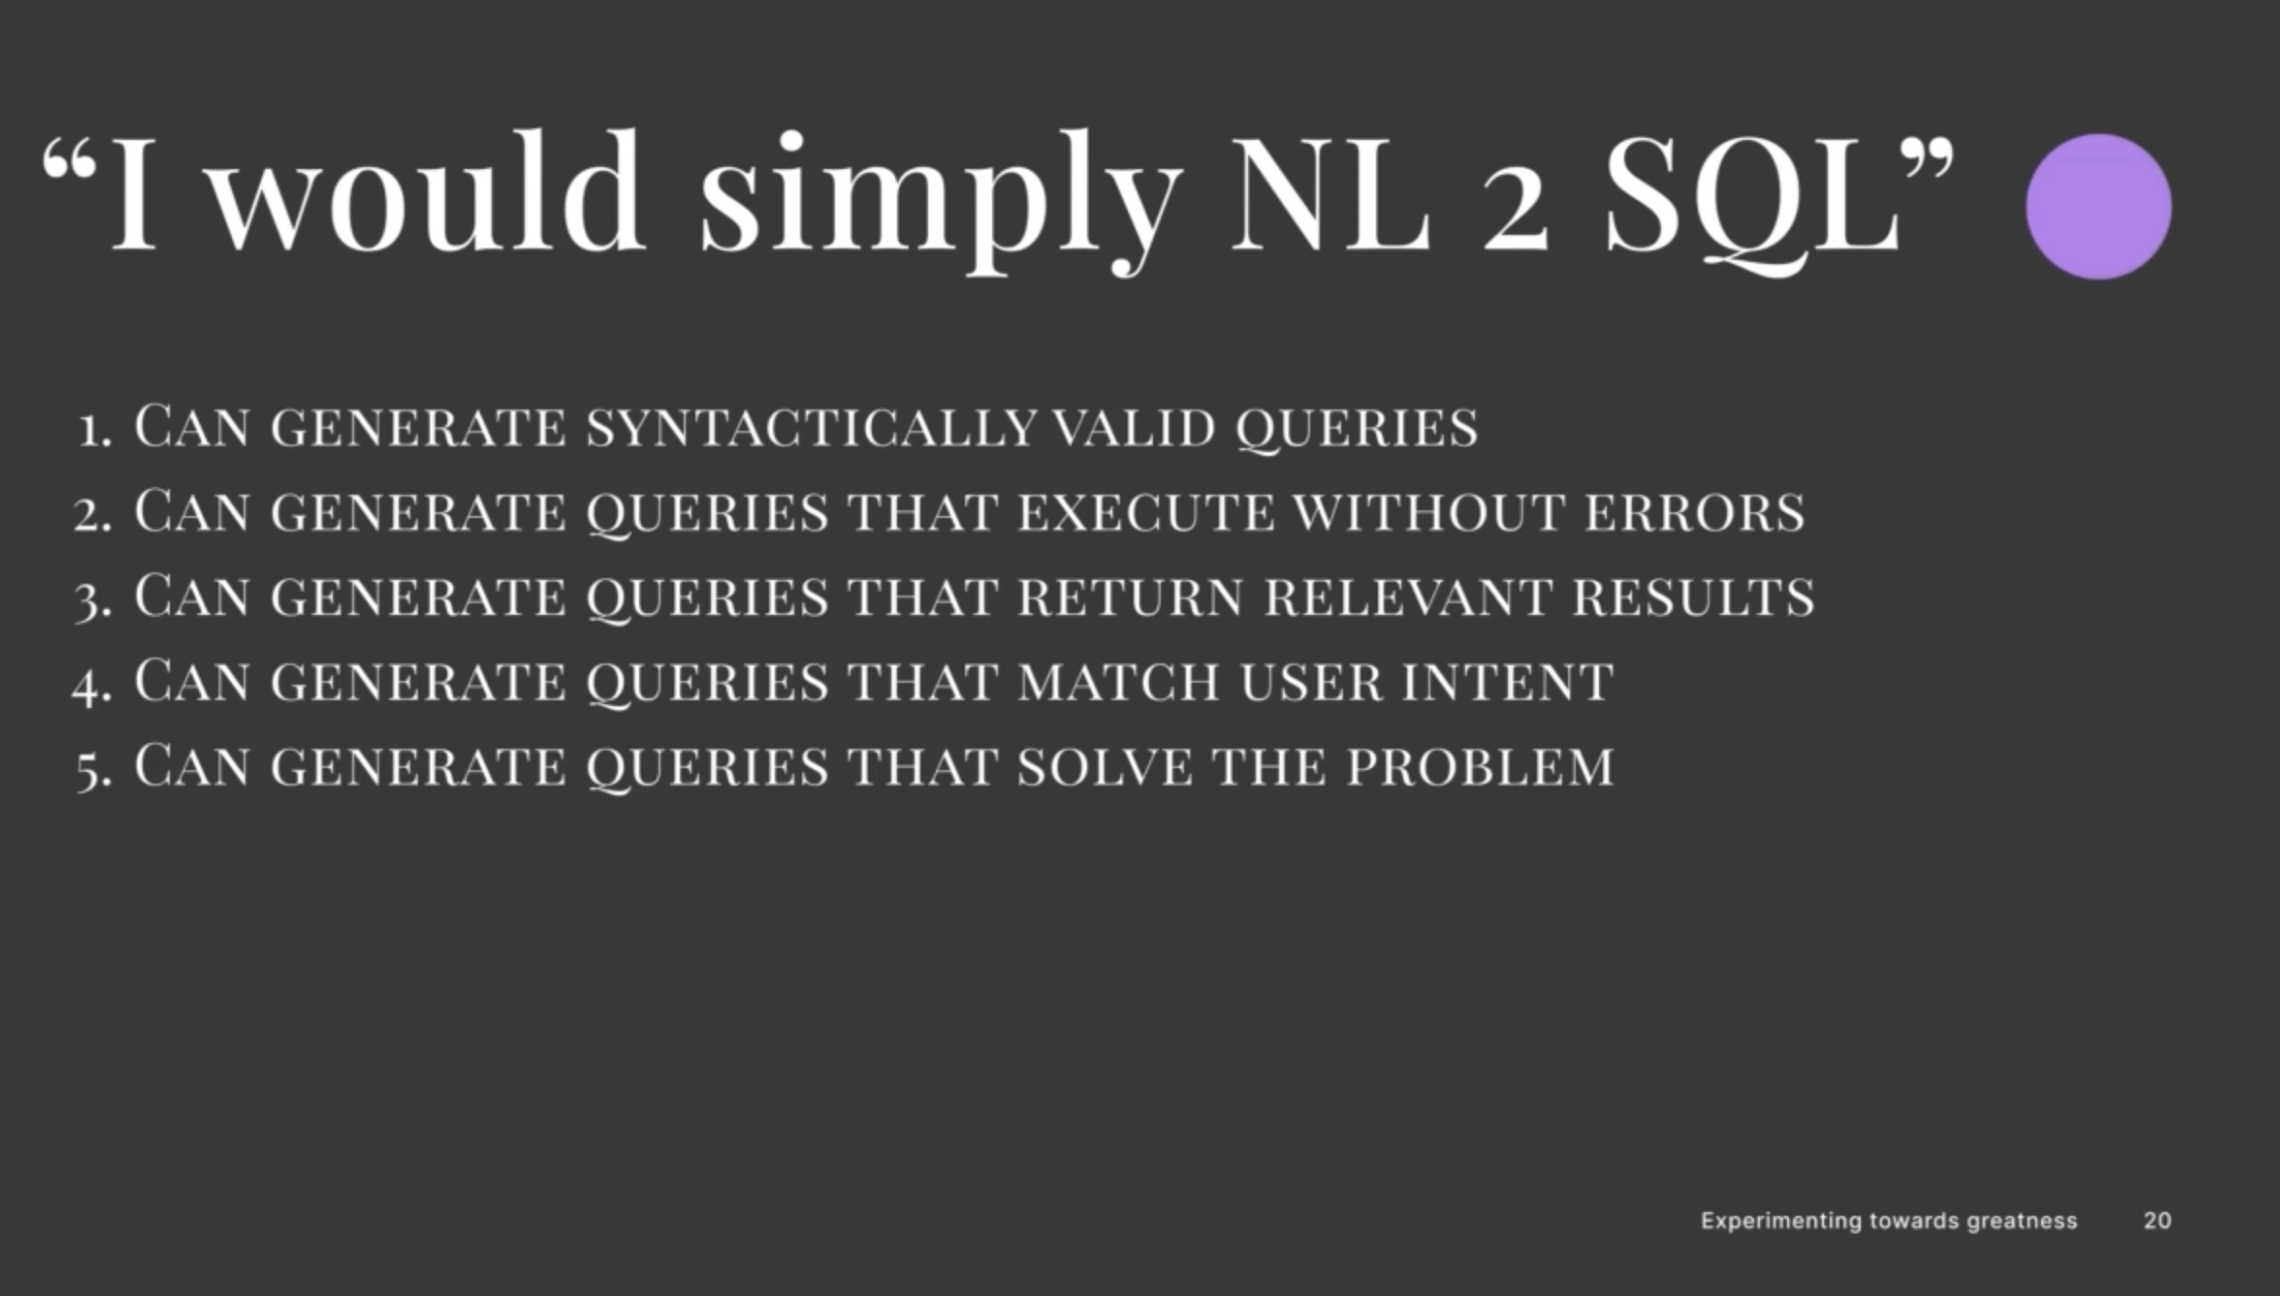 “I would simply NL 2 SQL”
1. Can generate syntactically valid queries
2. Can generate queries that execute without errors
3. Can generate queries that return relevant results
4. Can generate queries that match user intent
5. Can generate queries that solve the problem
Experimenting towards greatness 20